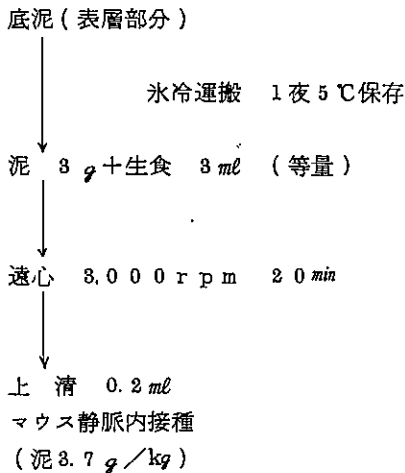 底泥(表層部分)
氷冷運搬 1夜5℃保存
泥 3g+生食 3ml (等量)
遠心 3,000rpm 20min
上清 0.2ml
マウス静脈内接種
(泥3.7g/kg)